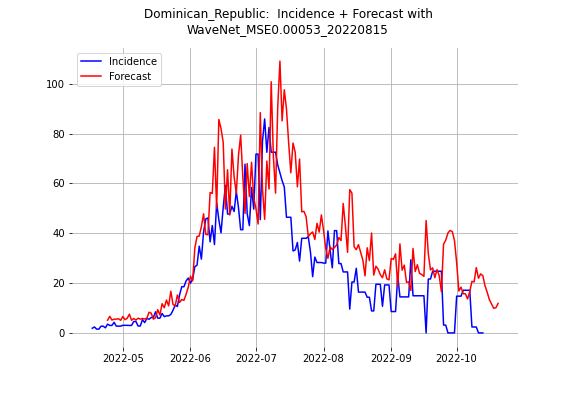 Dominican_Republic:  Incidence + Forecast with
WaveNet_MSE0.00053_20220815
Incidence
Forecast
100
80
60
40
20
0
2022-05 2022-06 2022-07 2022-08 2022-09 2022-10